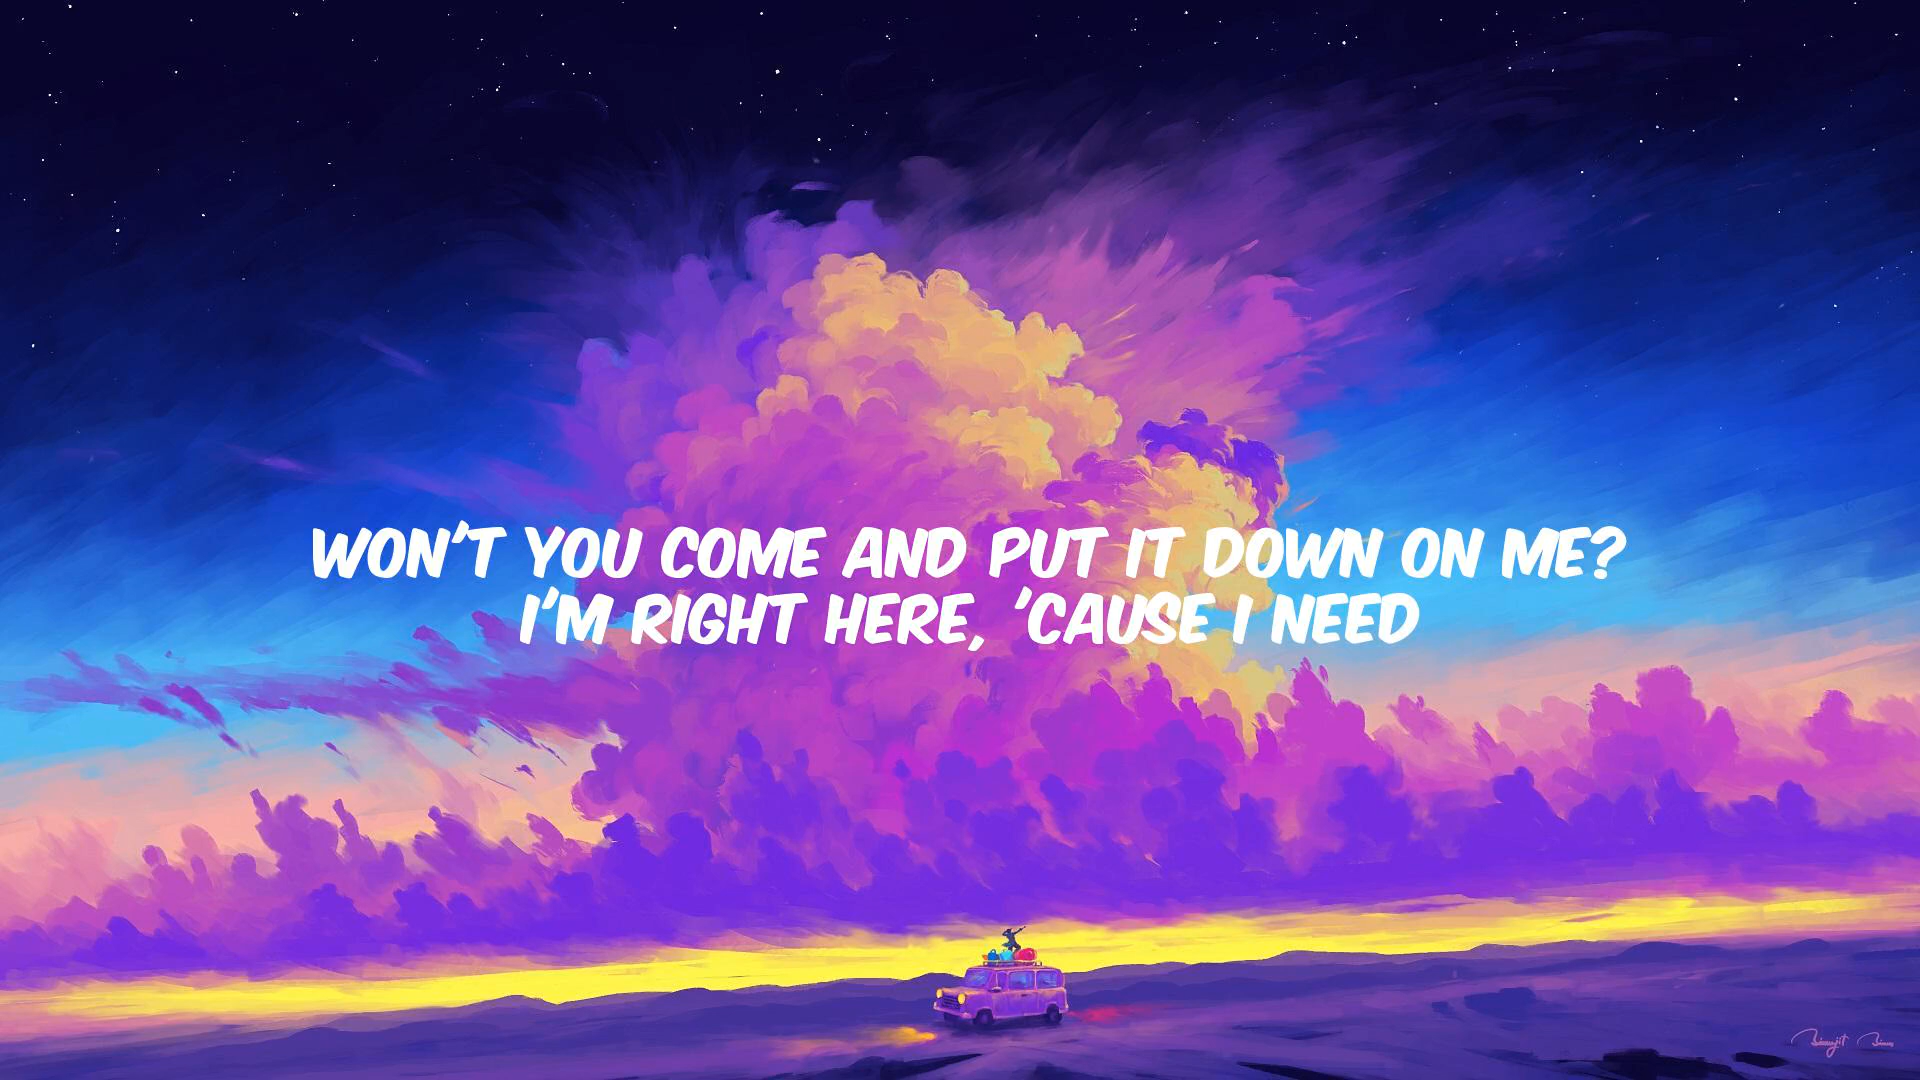 WON'T YOU COME AND PUT IT DOWN ON ME?
I'M RIGHT HERE, 'CAUSE I NEED